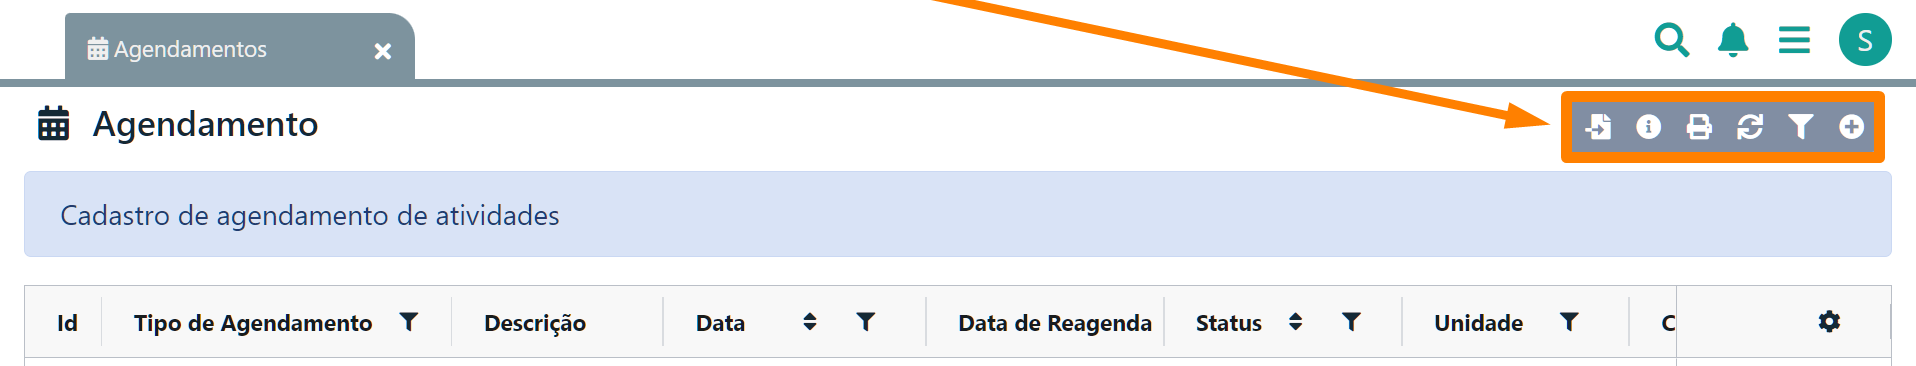 Agendamentos
S
Agendamento
Cadastro de agendamento de atividades
Id Tipo de Agendamento Descrição Data Data de Reagenda Status Unidade C